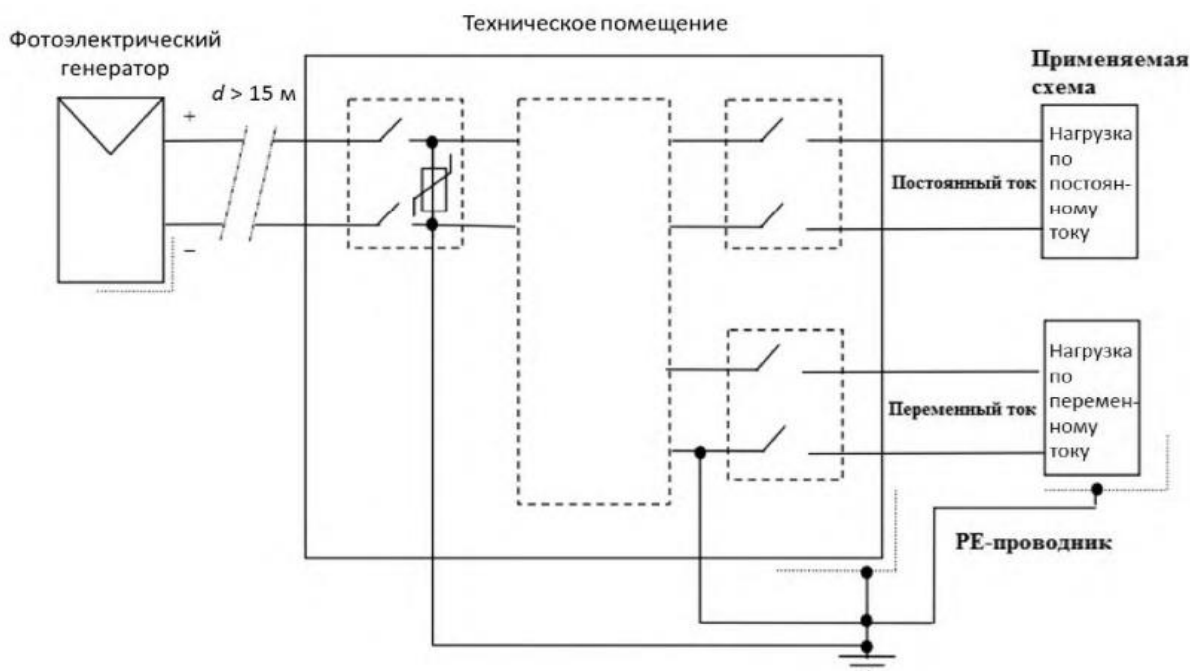 Техническое помещение
Фотоэлектрический
генератор
d > 15 м
+
−
Применяемая
схема
Нагрузка
по
постоян-
ному
току
Постоянный ток
Нагрузка
по
перемен-
ному
току
Переменный ток
PE-проводник